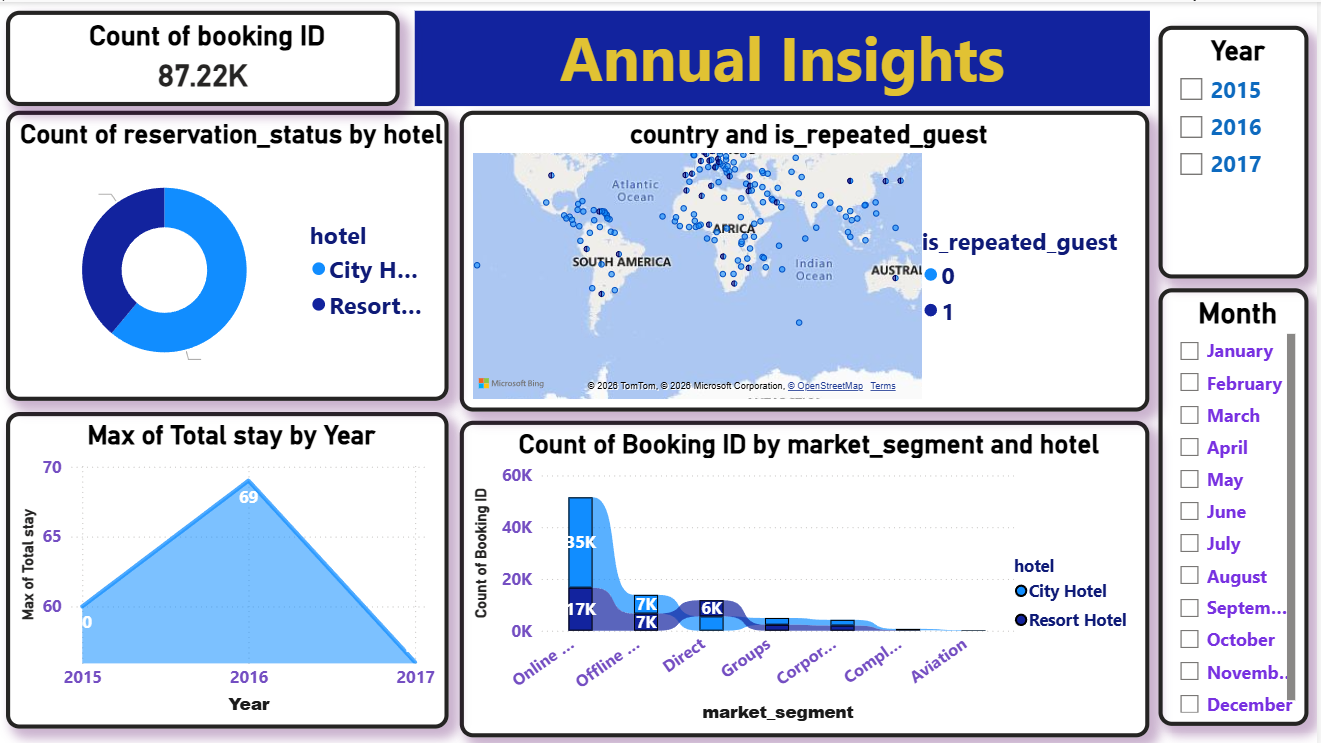 Count of booking ID
87.22K
Annual Insights
Year
2015
2016
2017
Count of reservation_status by hotel
hotel
City H...
Resort...
country and is_repeated_guest
Atlantic
Ocean
AFRICA
SOUTH AMERICA
Indian
Ocean
AUSTRAL
Microsoft Bing
© 2026 TomTom, © 2026 Microsoft Corporation, © OpenStreetMap Terms
is_repeated_guest
0
1
Month
January
February
March
April
May
June
July
August
Septem...
October
Novemb...
December
Max of Total stay by Year
Max of Total stay
70
65
60
0
69
2015 2016 2017
Year
Count of Booking ID by market_segment and hotel
Count of Booking ID
60K
40K
20K
0K
35K
17K
7K
7K
6K
Online ...
Offline ...
Direct
Groups
Corpor...
Compl...
Aviation
market_segment
hotel
City Hotel
Resort Hotel